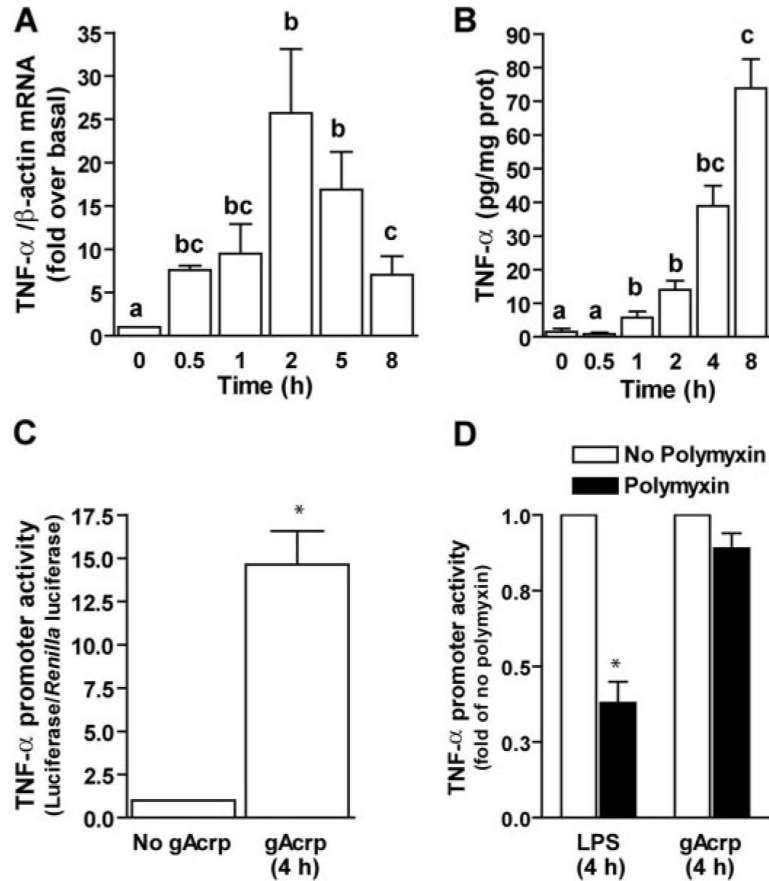 A
TNF-α /β-actin mRNA
(fold over basal)
35
30
25
20
15
10
5
0
a
bc
bc
b
b
c
0 0.5 1 2 5 8
Time (h)
B
TNF-α (pg/mg prot)
90
80
70
60
50
40
30
20
10
0
a
a
b
b
bc
c
0 0.5 1 2 4 8
Time (h)
C
TNF-α promoter activity
(Luciferase/Renilla luciferase)
17.5
15.0
12.5
10.0
7.5
5.0
2.5
0.0
*
No gAcrp gAcrp
(4 h)
D
No Polymyxin
Polymyxin
TNF-α promoter activity
(fold of no polymyxin)
1.0
0.8
0.5
0.3
0.0
*
LPS gAcrp
(4 h) (4 h)